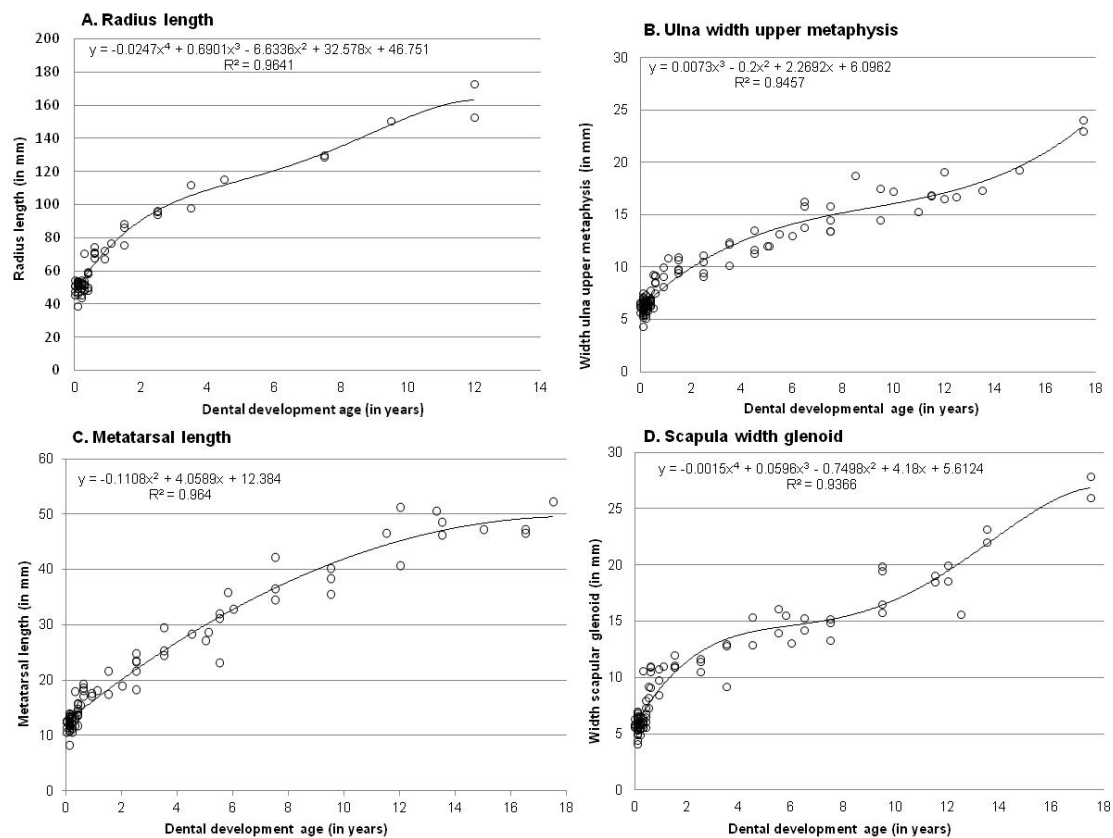 A. Radius length
y = -0.0247x⁴ + 0.6901x³ - 6.6336x² + 32.578x + 46.751
R² = 0.9641
200
180
160
140
120
100
80
60
40
20
0
Radius length (in mm)
0 2 4 6 8 10 12 14
Dental development age (in years)
B. Ulna width upper metaphysis
y = 0.0073x³ - 0.2x² + 2.2692x + 6.0962
R² = 0.9457
30
25
20
15
10
5
0
Width ulna upper metaphysis (in mm)
0 2 4 6 8 10 12 14 16 18
Dental developmental age (in years)
C. Metatarsal length
y = -0.1108x² + 4.0589x + 12.384
R² = 0.964
60
50
40
30
20
10
0
Metatarsal length (in mm)
0 2 4 6 8 10 12 14 16 18
Dental development age (in years)
D. Scapula width glenoid
y = -0.0015x⁴ + 0.0596x³ - 0.7498x² + 4.18x + 5.6124
R² = 0.9366
30
25
20
15
10
5
0
Width scapular glenoid (in mm)
0 2 4 6 8 10 12 14 16 18
Dental development age (in years)